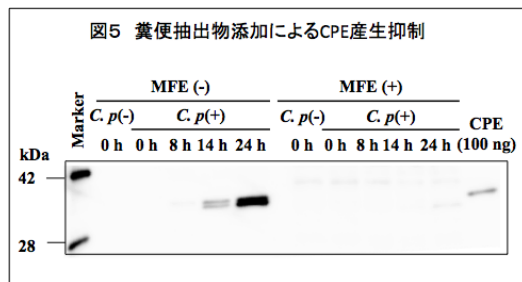 図5 糞便抽出物添加によるCPE産生抑制
MFE (-) MFE (+)
Marker C. p(-) C. p(+) C. p(-) C. p(+) CPE
0 h 0 h 8 h 14 h 24 h 0 h 0 h 8 h 14 h 24 h (100 ng)
kDa
42
28